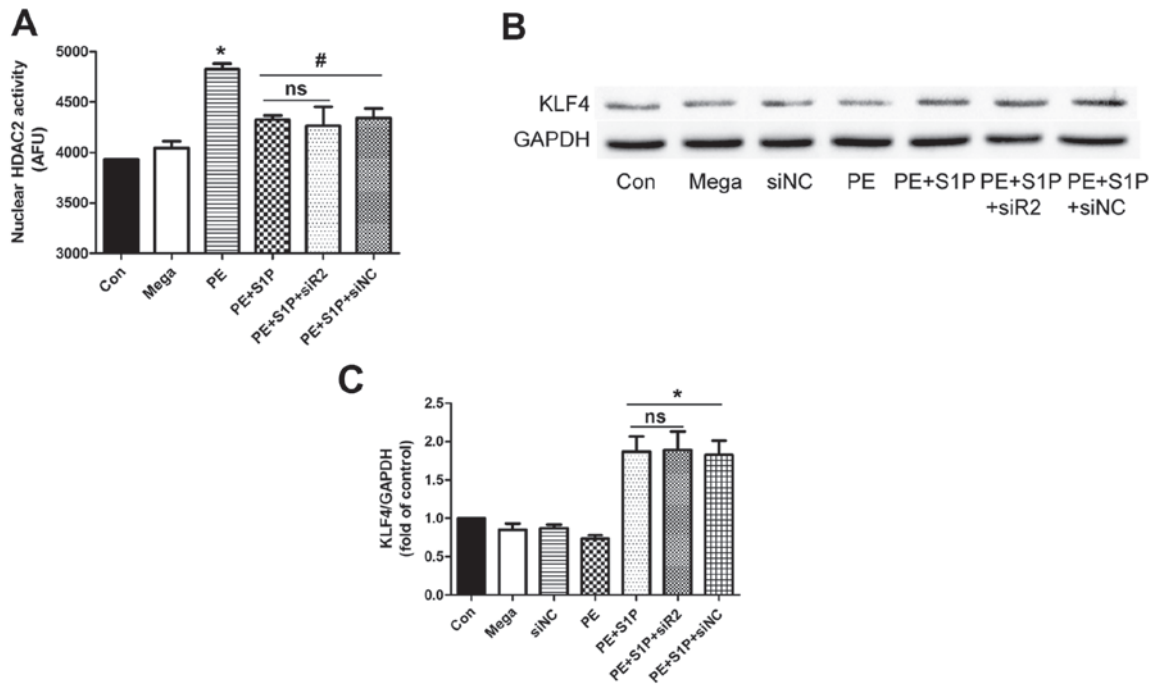 A
Nuclear HDAC2 activity
(AFU)
5000
4500
4000
3500
3000
*
#
ns
Con
Mega
PE
PE+S1P
PE+S1P+siR2
PE+S1P+siNC
B
KLF4
GAPDH
Con Mega siNC PE PE+S1P PE+S1P PE+S1P
+siR2 +siNC
C
KLF4/GAPDH
(fold of control)
2.5
2.0
1.5
1.0
0.5
0.0
*
ns
Con
Mega
siNC
PE
PE+S1P
PE+S1P+siR2
PE+S1P+siNC